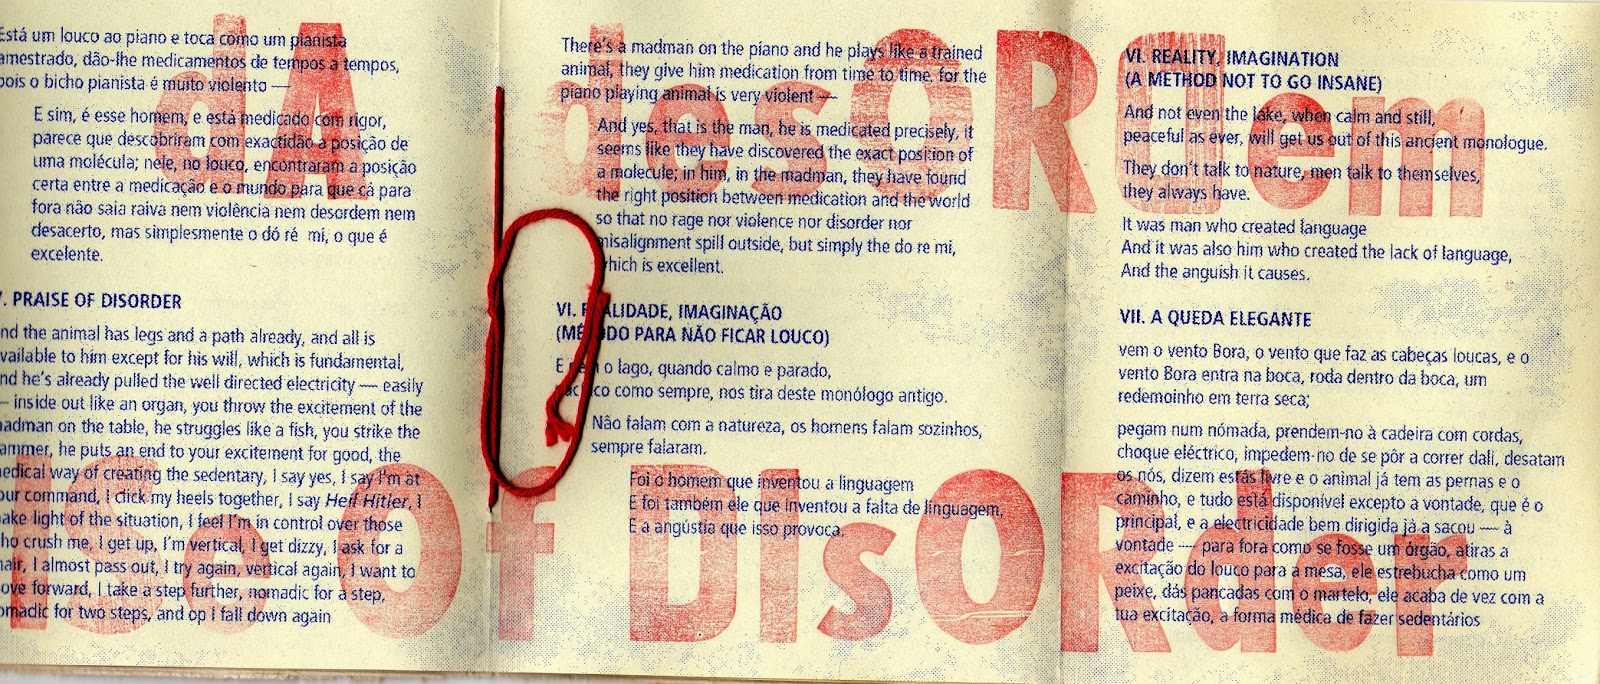 dA desORdem
Está um louco ao piano e toca como um pianista
amestrado, dão-lhe medicamentos de tempos a tempos,
pois o bicho pianista é muito violento —
E sim, é esse homem, e está medicado com rigor,
parece que descobriram com exactidão a posição de
uma molécula; nele, no louco, encontraram a posição
certa entre a medicação e o mundo para que cá para
fora não saia raiva nem violência nem desordem nem
desacerto, mas simplesmente o dó ré mi, o que é
excelente.
V. PRAISE OF DISORDER
nd the animal has legs and a path already, and all is
vailable to him except for his will, which is fundamental,
nd he's already pulled the well directed electricity — easily
— inside out like an organ, you throw the excitement of the
madman on the table, he struggles like a fish, you strike the
ammer, he puts an end to your excitement for good, the
medical way of creating the sedentary, I say yes, I say I'm at
our command, I click my heels together, I say Heil Hitler, I
ake light of the situation, I feel I'm in control over those
ho crush me, I get up, I'm vertical, I get dizzy, I ask for a
hair, I almost pass out, I try again, vertical again, I want to
ove forward, I take a step further, nomadic for a step,
omadic for two steps, and op I fall down again
There's a madman on the piano and he plays like a trained
animal, they give him medication from time to time, for the
piano playing animal is very violent —
And yes, that is the man, he is medicated precisely, it
seems like they have discovered the exact position of
a molecule; in him, in the madman, they have found
the right position between medication and the world
so that no rage nor violence nor disorder nor
misalignment spill outside, but simply the do re mi,
which is excellent.
VI. REALIDADE, IMAGINAÇÃO
(MÉTODO PARA NÃO FICAR LOUCO)
E nem o lago, quando calmo e parado,
pacífico como sempre, nos tira deste monólogo antigo.
Não falam com a natureza, os homens falam sozinhos,
sempre falaram.
Foi o homem que inventou a linguagem
E foi também ele que inventou a falta de linguagem,
E a angústia que isso provoca.
VI. REALITY, IMAGINATION
(A METHOD NOT TO GO INSANE)
And not even the lake, when calm and still,
peaceful as ever, will get us out of this ancient monologue.
They don't talk to nature, men talk to themselves,
they always have.
It was man who created language
And it was also him who created the lack of language,
And the anguish it causes.
VII. A QUEDA ELEGANTE
vem o vento Bora, o vento que faz as cabeças loucas, e o
vento Bora entra na boca, roda dentro da boca, um
redemoinho em terra seca;
pegam num nómada, prendem-no à cadeira com cordas,
choque eléctrico, impedem-no de se pôr a correr dali, desatam
os nós, dizem estás livre e o animal já tem as pernas e o
caminho, e tudo está disponível excepto a vontade, que é o
principal, e a electricidade bem dirigida já a sacou — à
vontade — para fora como se fosse um órgão, atiras a
excitação do louco para a mesa, ele estrebucha como um
peixe, dás pancadas com o martelo, ele acaba de vez com a
tua excitação, a forma médica de fazer sedentários
ISe Of DIsORder